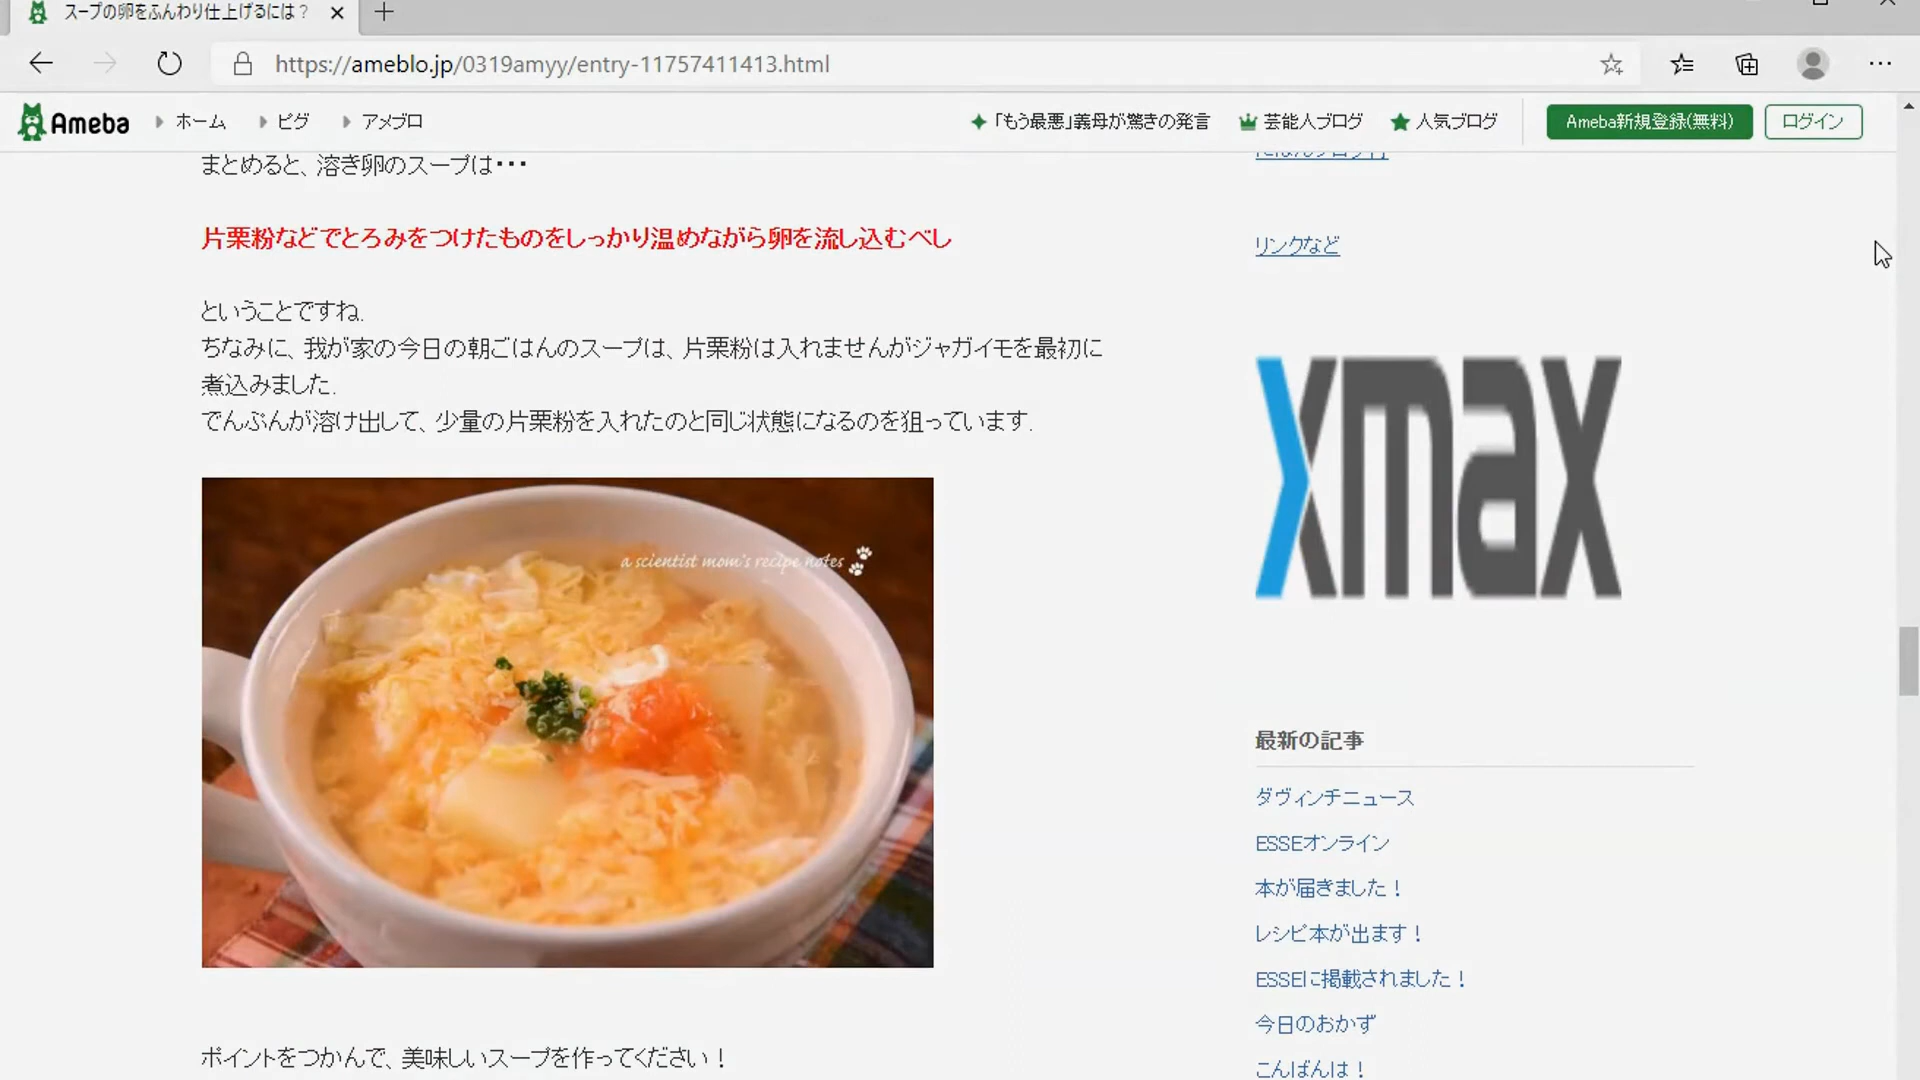 スープの卵をふんわり仕上げるには？
https://ameblo.jp/0319amyy/entry-11757411413.html
Ameba
ホーム
ピグ
アメブロ
「もう最悪」義母が驚きの発言
芸能人ブログ
人気ブログ
Ameba新規登録(無料)
ログイン
まとめると、溶き卵のスープは・・・
片栗粉などでとろみをつけたものをしっかり温めながら卵を流し込むべし
ということですね.
ちなみに、我が家の今日の朝ごはんのスープは、片栗粉は入れませんがジャガイモを最初に
煮込みました.
でんぷんが溶け出して、少量の片栗粉を入れたのと同じ状態になるのを狙っています.
a scientist mom's recipe notes
ポイントをつかんで、美味しいスープを作ってください！
リンクなど
xmax
最新の記事
ダヴィンチニュース
ESSEオンライン
本が届きました！
レシピ本が出ます！
ESSEに掲載されました！
今日のおかず
こんばんは！